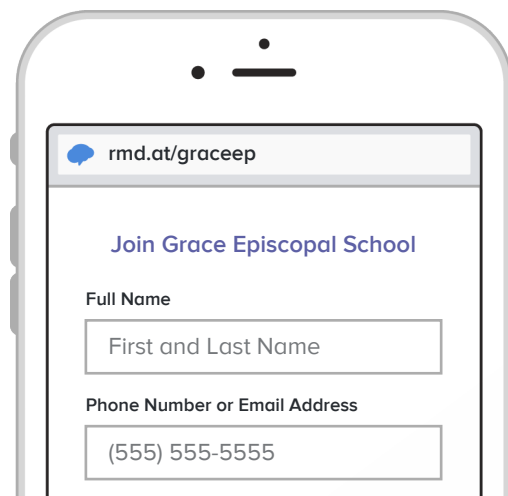 rmd.at/graceep
Join Grace Episcopal School
Full Name
First and Last Name
Phone Number or Email Address
(555) 555-5555